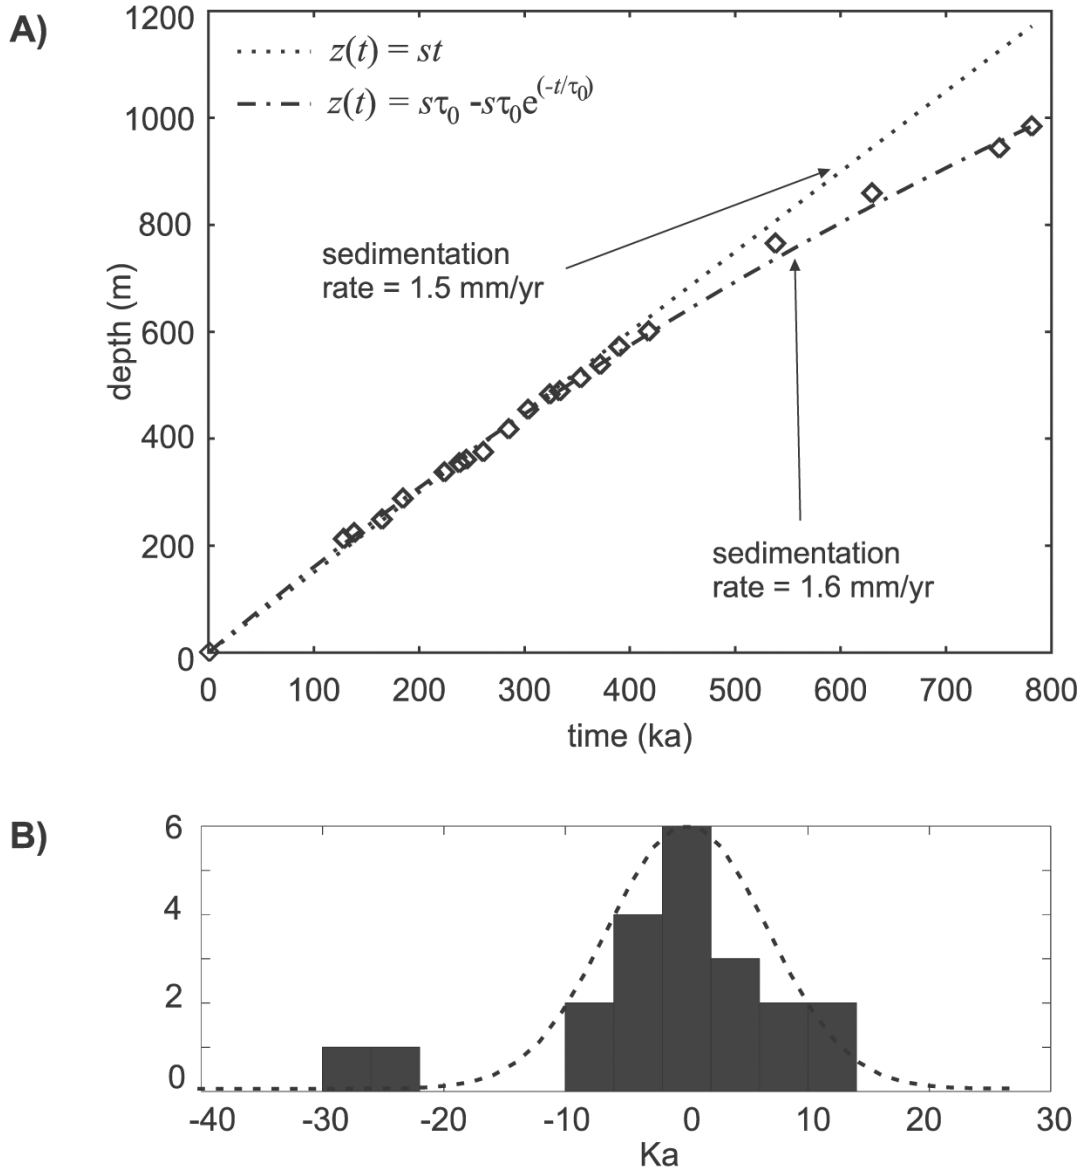 A)
1200
1000
800
600
400
200
0
depth (m)
z(t) = st
z(t) = sτ₀ -sτ₀e^(-t/τ₀)
sedimentation
rate = 1.5 mm/yr
sedimentation
rate = 1.6 mm/yr
0 100 200 300 400 500 600 700 800
time (ka)
B)
6
4
2
0
-40 -30 -20 -10 0 10 20 30
Ka